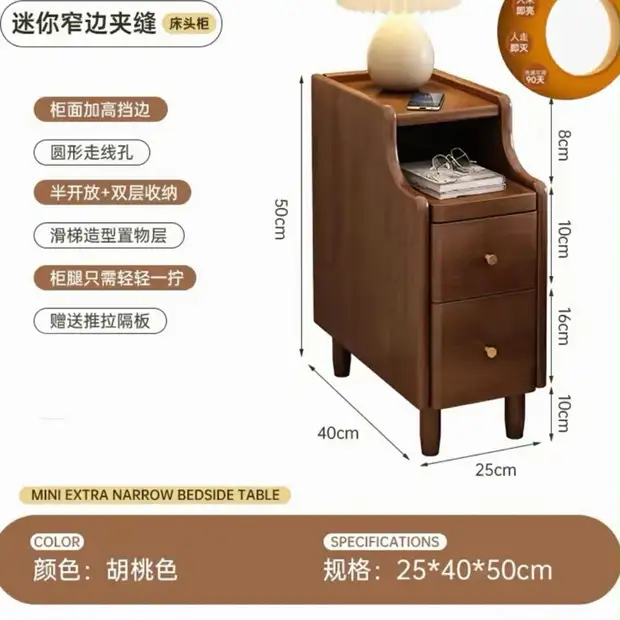 迷你窄边夹缝 床头柜
人来
即亮
人走
即灭
90天
柜面加高挡边
圆形走线孔
半开放+双层收纳
滑梯造型置物层
柜腿只需轻轻一拧
赠送推拉隔板
50cm
8cm
10cm
16cm
10cm
40cm
25cm
MINI EXTRA NARROW BEDSIDE TABLE
COLOR
颜色：胡桃色
SPECIFICATIONS
规格：25*40*50cm